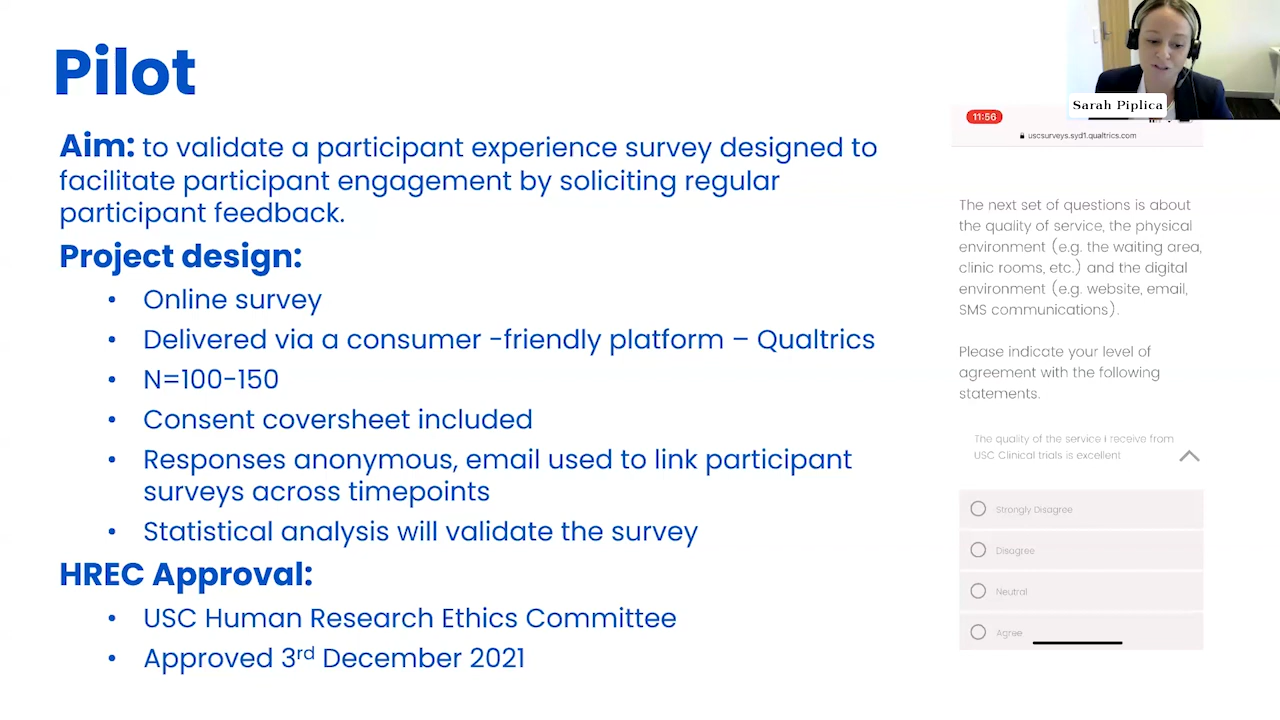 Pilot
Aim: to validate a participant experience survey designed to
facilitate participant engagement by soliciting regular
participant feedback.
Project design:
• Online survey
• Delivered via a consumer -friendly platform – Qualtrics
• N=100-150
• Consent coversheet included
• Responses anonymous, email used to link participant
surveys across timepoints
• Statistical analysis will validate the survey
HREC Approval:
• USC Human Research Ethics Committee
• Approved 3rd December 2021
Sarah Piplica
11:56
uscsurveys.syd1.qualtrics.com
The next set of questions is about
the quality of service, the physical
environment (e.g. the waiting area,
clinic rooms, etc.) and the digital
environment (e.g. website, email,
SMS communications).
Please indicate your level of
agreement with the following
statements.
The quality of the service I receive from
USC Clinical trials is excellent
Strongly Disagree
Disagree
Neutral
Agree